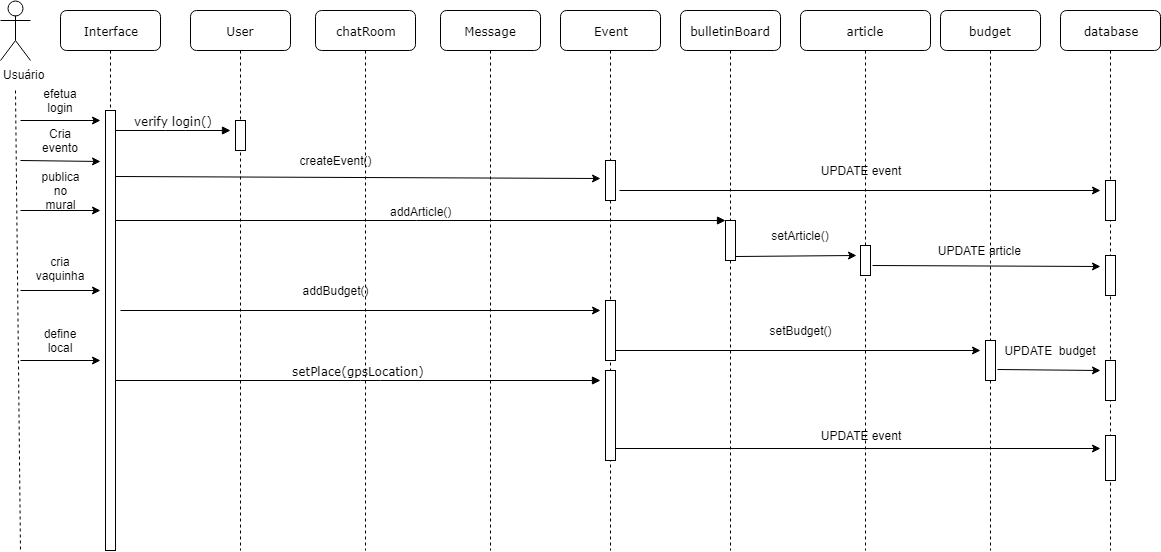 Interface
User
chatRoom
Message
Event
bulletinBoard
article
budget
database
Usuário
efetua
login
verify login()
Cria
evento
createEvent()
UPDATE event
publica
no
mural
addArticle()
setArticle()
UPDATE article
cria
vaquinha
addBudget()
setBudget()
define
local
UPDATE budget
setPlace(gpsLocation)
UPDATE event